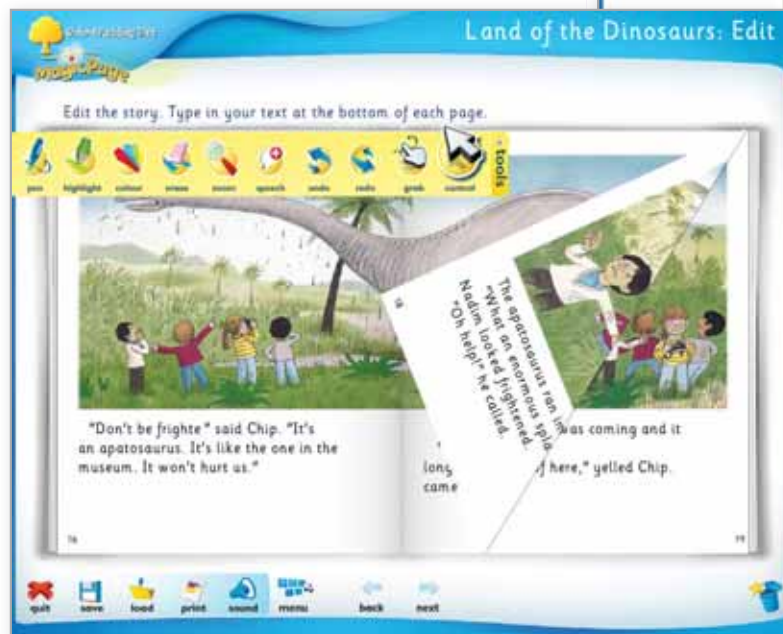 Land of the Dinosaurs: Edit
MagicPage
Edit the story. Type in your text at the bottom of each page.
pen highlight colour erase zoom speech undo redo grab control
tools
"Don't be frighte" said Chip. "It's
an apatosaurus. It's like the one in the
museum. It won't hurt us."
16
18
The apatosaurus ran
"What an enormous
Nadim looked frightened.
"Oh help!" he called.
was coming and it
long
here," yelled Chip.
came
19
quit save load print sound menu back next